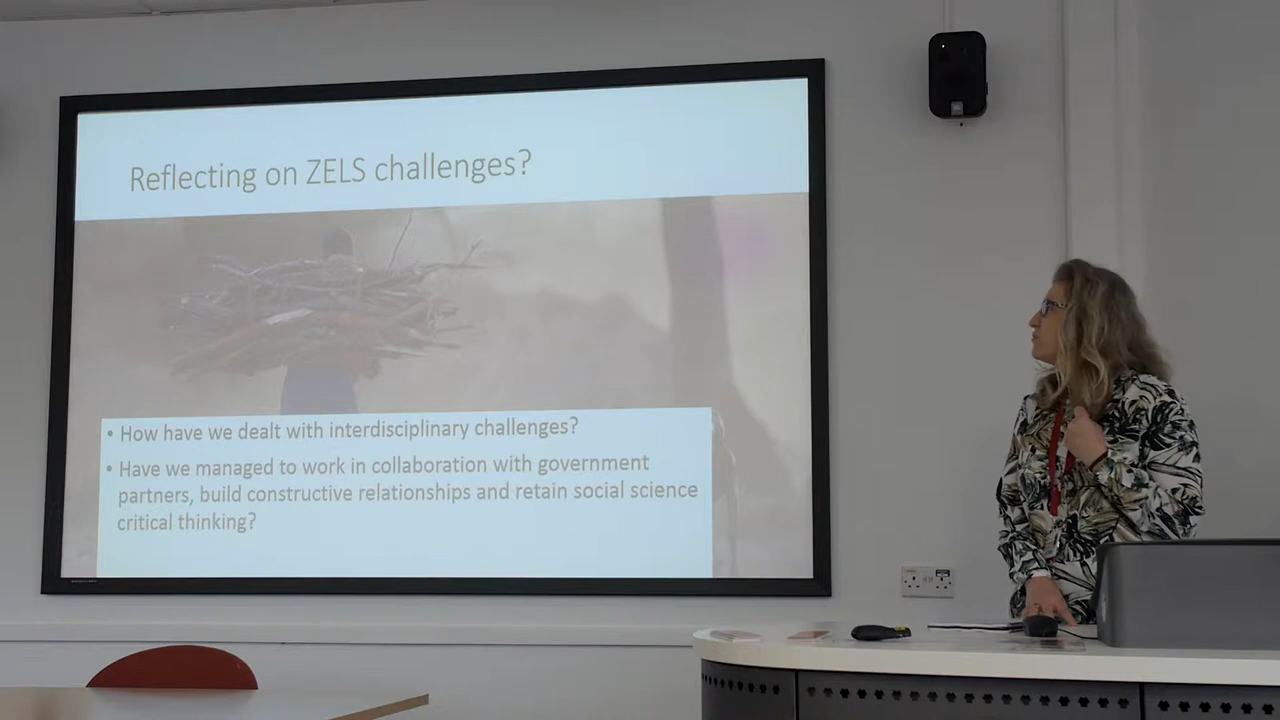 Reflecting on ZELS challenges?
• How have we dealt with interdisciplinary challenges?
• Have we managed to work in collaboration with government
partners, build constructive relationships and retain social science
critical thinking?